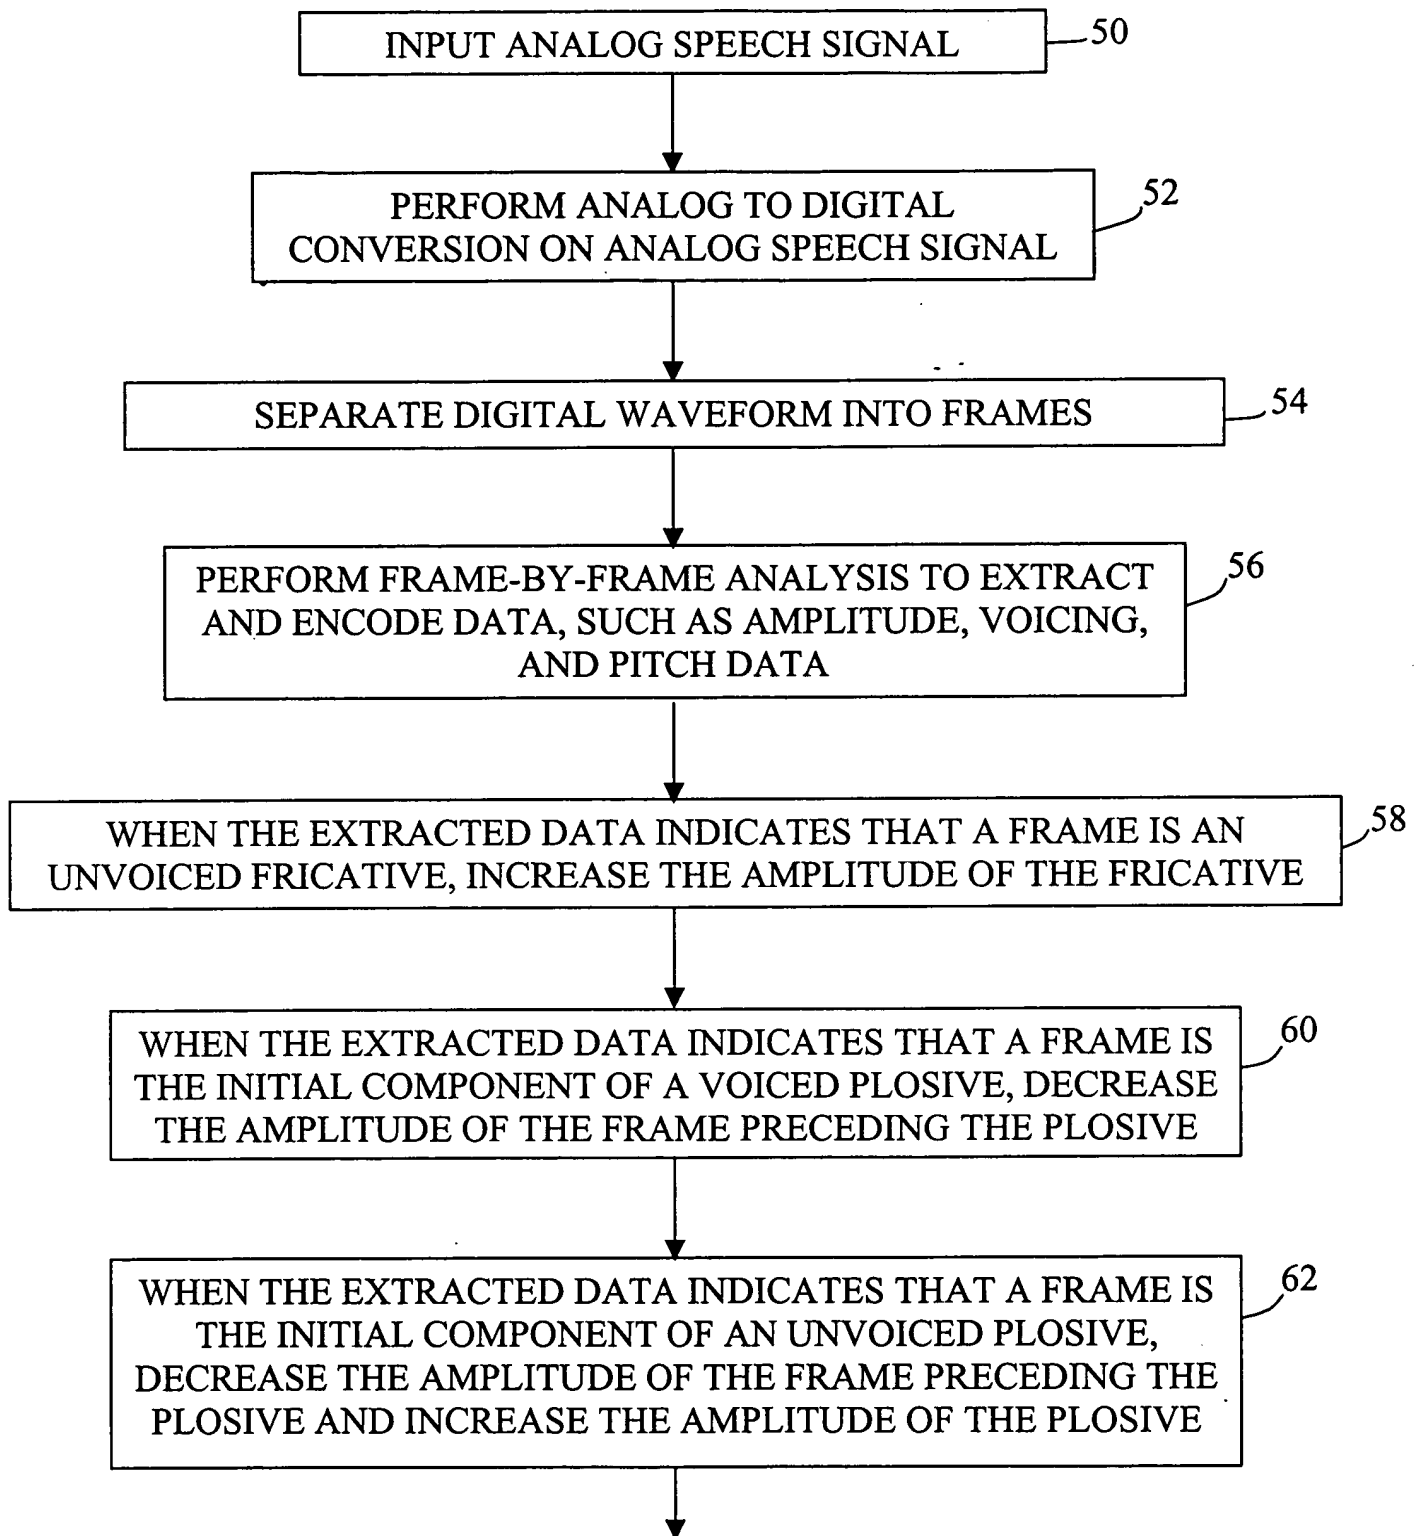 INPUT ANALOG SPEECH SIGNAL
50
PERFORM ANALOG TO DIGITAL
CONVERSION ON ANALOG SPEECH SIGNAL
52
SEPARATE DIGITAL WAVEFORM INTO FRAMES
54
PERFORM FRAME-BY-FRAME ANALYSIS TO EXTRACT
AND ENCODE DATA, SUCH AS AMPLITUDE, VOICING,
AND PITCH DATA
56
WHEN THE EXTRACTED DATA INDICATES THAT A FRAME IS AN
UNVOICED FRICATIVE, INCREASE THE AMPLITUDE OF THE FRICATIVE
58
WHEN THE EXTRACTED DATA INDICATES THAT A FRAME IS
THE INITIAL COMPONENT OF A VOICED PLOSIVE, DECREASE
THE AMPLITUDE OF THE FRAME PRECEDING THE PLOSIVE
60
WHEN THE EXTRACTED DATA INDICATES THAT A FRAME IS
THE INITIAL COMPONENT OF AN UNVOICED PLOSIVE,
DECREASE THE AMPLITUDE OF THE FRAME PRECEDING THE
PLOSIVE AND INCREASE THE AMPLITUDE OF THE PLOSIVE
62